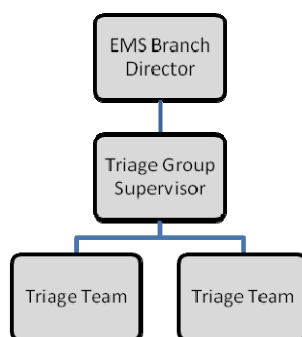 EMS Branch
Director
Triage Group
Supervisor
Triage Team
Triage Team